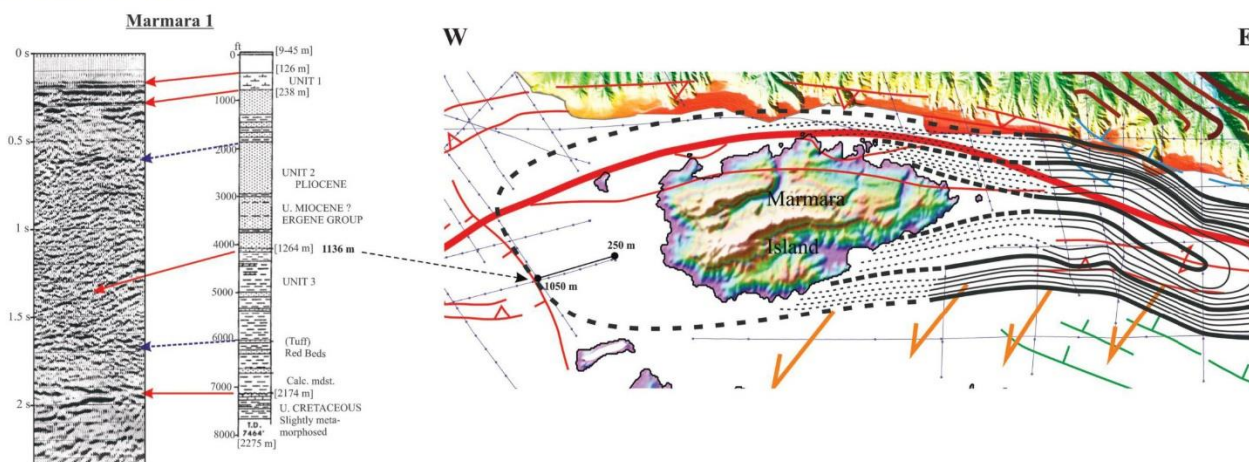 Marmara 1
0 s
0.5 s
1 s
1.5 s
2 s
ft
0
1000
2000
3000
4000
5000
6000
7000
8000
[9-45 m]
[126 m]
UNIT 1
[238 m]
UNIT 2
PLIOCENE
U. MIOCENE ?
ERGENE GROUP
[1264 m] 1136 m
UNIT 3
(Tuff)
Red Beds
Calc. mdst.
[2174 m]
U. CRETACEOUS
Slightly meta-
morphosed
T.D.
7464'
[2275 m]
W
E
Marmara
Island
250 m
1050 m